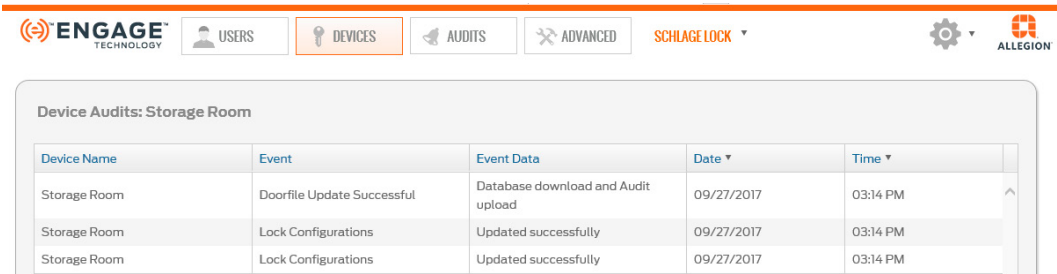 ENGAGE™
TECHNOLOGY
USERS
DEVICES
AUDITS
ADVANCED
SCHLAGE LOCK
ALLEGION
Device Audits: Storage Room
Device Name Event Event Data Date Time
Storage Room Doorfile Update Successful Database download and Audit upload 09/27/2017 03:14 PM
Storage Room Lock Configurations Updated successfully 09/27/2017 03:14 PM
Storage Room Lock Configurations Updated successfully 09/27/2017 03:14 PM